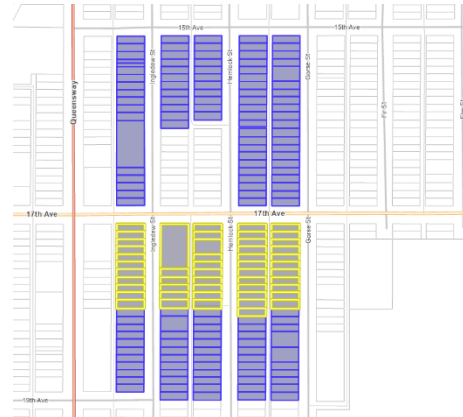 15th Ave
15th Ave
Ingledew St
Hemlock St
Gorse St
Queensway
Fir St
17th Ave
17th Ave
Ingledew St
Hemlock St
Gorse St
19th Ave